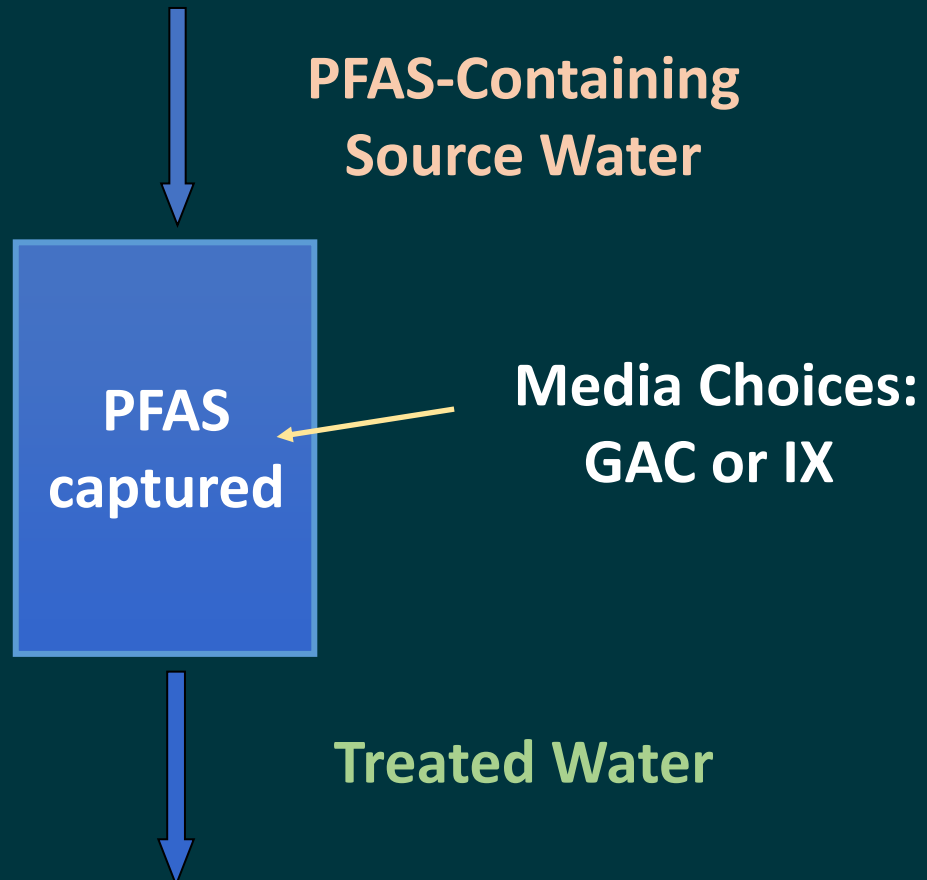 PFAS-Containing
Source Water
PFAS
captured
Media Choices:
GAC or IX
Treated Water